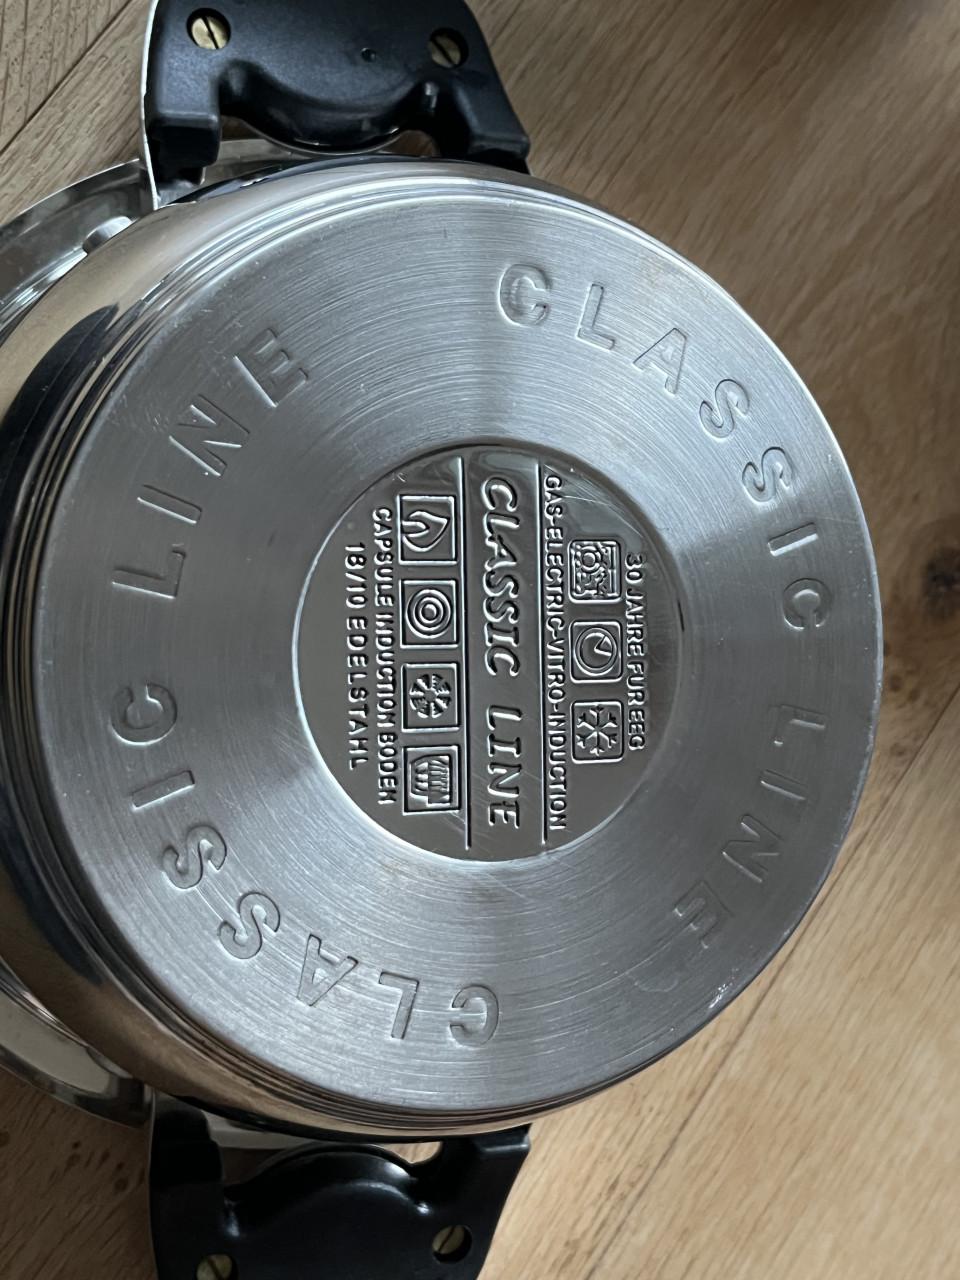 CLASSIC LINE
30 JAHRE FUR EEG
GAS-ELECTRIC-VITRO-INDUCTION
CLASSIC LINE
CAPSULE INDUCTION BODEN
18/10 EDELSTAHL
CLASSIC LINE